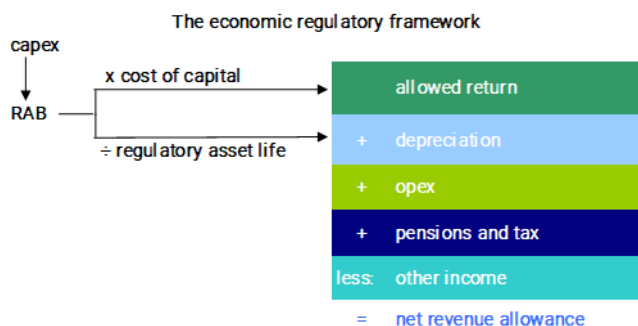 The economic regulatory framework
capex
x cost of capital
RAB
÷ regulatory asset life
allowed return
+ depreciation
+ opex
+ pensions and tax
less: other income
= net revenue allowance